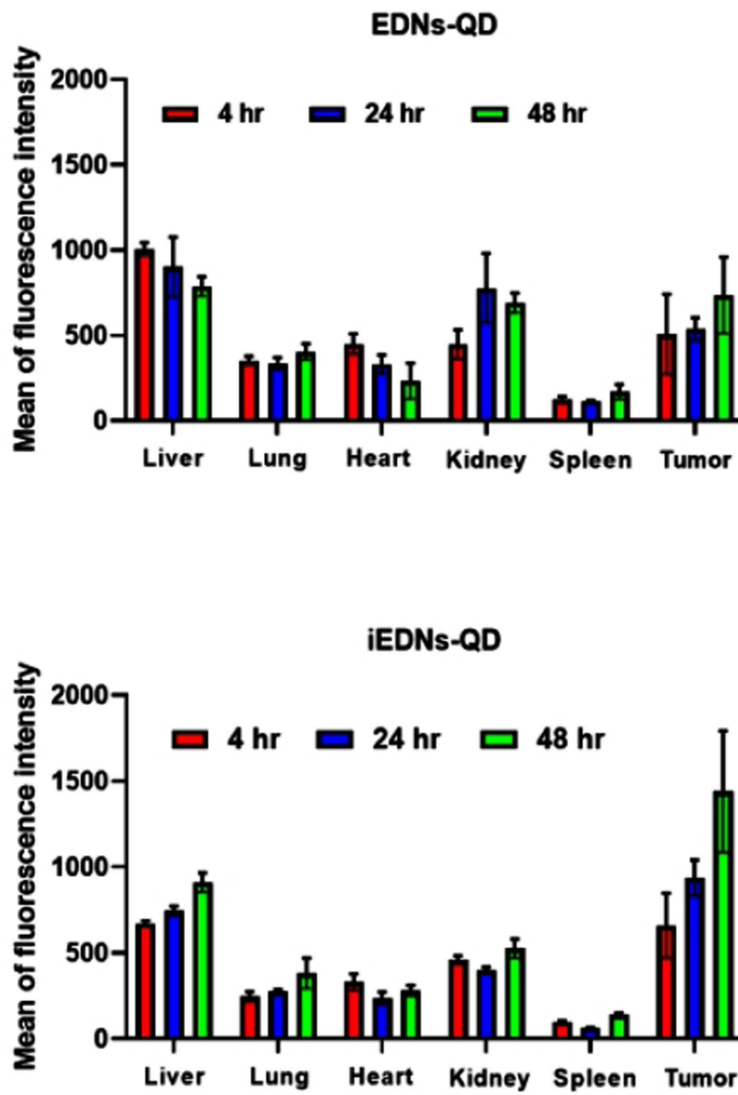 EDNs-QD
Mean of fluorescence intensity
2000
1500
1000
500
0
4 hr 24 hr 48 hr
Liver Lung Heart Kidney Spleen Tumor
iEDNs-QD
Mean of fluorescence intensity
2000
1500
1000
500
0
4 hr 24 hr 48 hr
Liver Lung Heart Kidney Spleen Tumor